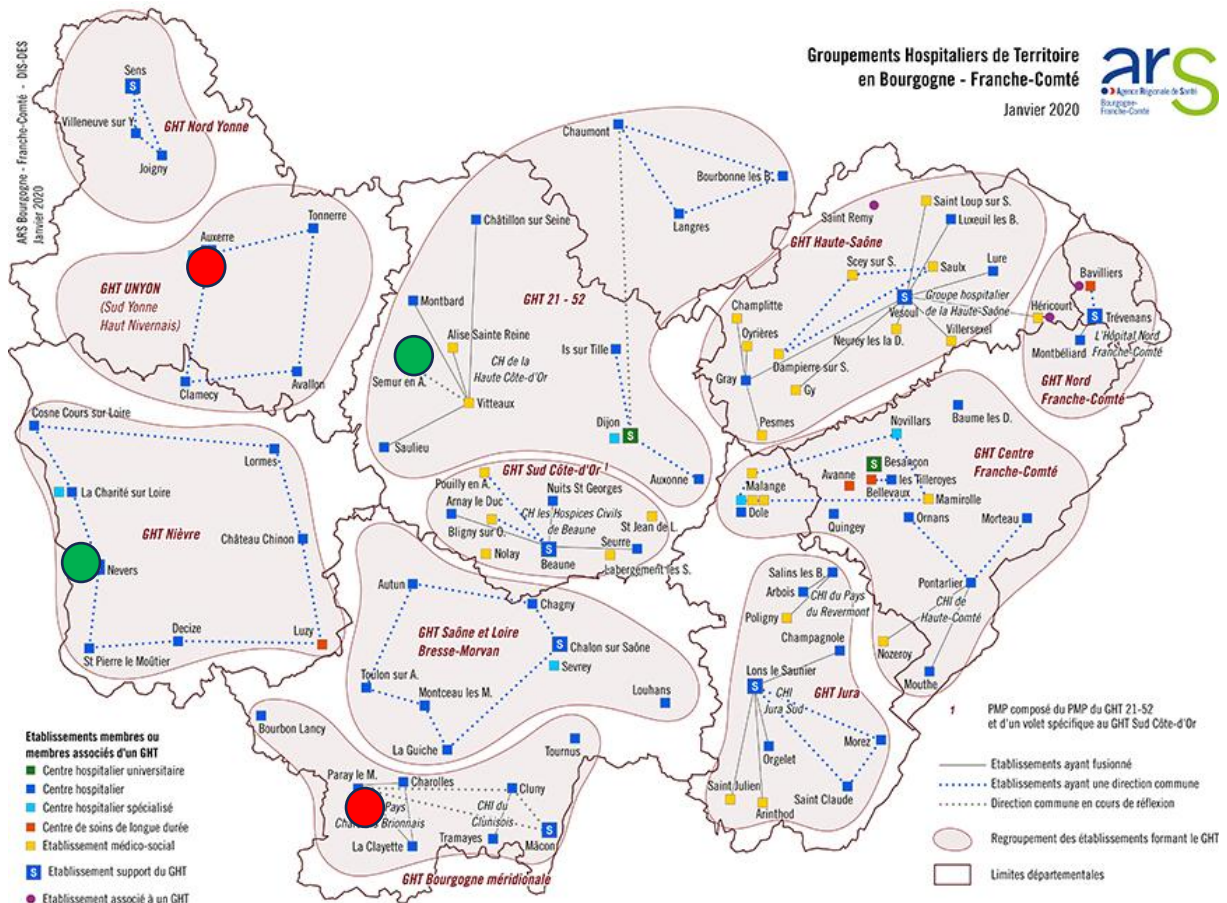 ARS Bourgogne - Franche-Comté - DIS-DES
Janvier 2020
Groupements Hospitaliers de Territoire
en Bourgogne - Franche-Comté
Janvier 2020
ars
Agence Régionale de Santé
Bourgogne-
Franche-Comté
Sens
S
Villeneuve sur Y.
GHT Nord Yonne
Joigny
Chaumont
Bourbonne les B.
Langres
Tonnerre
Auxerre
GHT UNYON
(Sud Yonne
Haut Nivernais)
Avallon
Clamecy
Châtillon sur Seine
Montbard
GHT 21 - 52
Alise Sainte Reine
CH de la
Haute Côte-d'Or
Is sur Tille
Semur en A.
Vitteaux
Dijon
S
Saulieu
Auxonne
Saint Remy
Saint Loup sur S.
Luxeuil les B.
GHT Haute-Saône
Scey sur S.
Saulx
Lure
Champlitte
S
Groupe hospitalier
de la Haute-Saône
Vesoul
Oyrières
Neurey les la D.
Villersexel
Dampierre sur S.
Gray
Gy
Pesmes
Bavilliers
Héricourt
S
Trévenans
L'Hôpital Nord
Franche-Comté
Montbéliard
GHT Nord
Franche-Comté
Cosne Cours sur Loire
Lormes
La Charité sur Loire
GHT Nièvre
Château Chinon
Nevers
Decize
Luzy
St Pierre le Moûtier
GHT Sud Côte-d'Or 1
Pouilly en A.
Nuits St Georges
Arnay le Duc
CH les Hospices Civils
de Beaune
St Jean de L.
Bligny sur O.
Seurre
Nolay
S
Beaune
Labergement les S.
Novillars
Baume les D.
GHT Centre
Franche-Comté
S
Besançon
Avanne
les Tilleroyes
Bellevaux
Malange
Mamirolle
Dole
Quingey
Ornans
Morteau
Pontarlier
CHI de
Haute-Comté
Nozeroy
Mouthe
Autun
Chagny
GHT Saône et Loire
Bresse-Morvan
S
Chalon sur Saône
Sevrey
Toulon sur A.
Montceau les M.
Louhans
La Guiche
Salins les B.
Arbois
CHI du Pays
du Revermont
Poligny
Champagnole
Lons le Saunier
S
CHI
Jura Sud
GHT Jura
Morez
Orgelet
Saint Claude
Saint Julien
Arinthod
Bourbon Lancy
Tournus
Paray le M.
Charolles
Cluny
Pays
Brionnais
CHI du
Clunisois
S
La Clayette
Tramayes
Mâcon
GHT Bourgogne méridionale
Etablissements membres ou
membres associés d'un GHT
Centre hospitalier universitaire
Centre hospitalier
Centre hospitalier spécialisé
Centre de soins de longue durée
Etablissement médico-social
S Etablissement support du GHT
Etablissement associé à un GHT
1 PMP composé du PMP du GHT 21-52
et d'un volet spécifique au GHT Sud Côte-d'Or
Etablissements ayant fusionné
Etablissements ayant une direction commune
Direction commune en cours de réflexion
Regroupement des établissements formant le GHT
Limites départementales